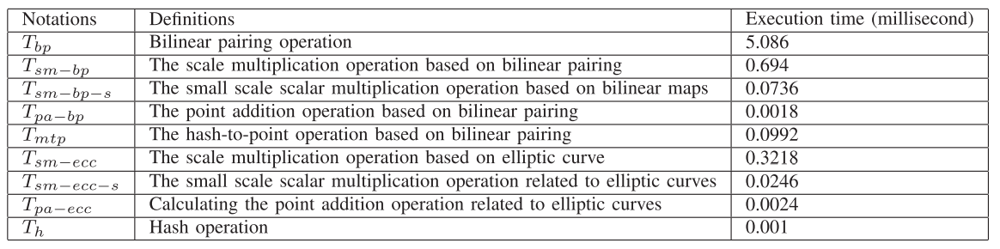 Notations Definitions Execution time (millisecond)
T_{bp} Bilinear pairing operation 5.086
T_{sm-bp} The scale multiplication operation based on bilinear pairing 0.694
T_{sm-bp-s} The small scale scalar multiplication operation based on bilinear maps 0.0736
T_{pa-bp} The point addition operation based on bilinear pairing 0.0018
T_{mtp} The hash-to-point operation based on bilinear pairing 0.0992
T_{sm-ecc} The scale multiplication operation based on elliptic curve 0.3218
T_{sm-ecc-s} The small scale scalar multiplication operation related to elliptic curves 0.0246
T_{pa-ecc} Calculating the point addition operation related to elliptic curves 0.0024
T_{h} Hash operation 0.001